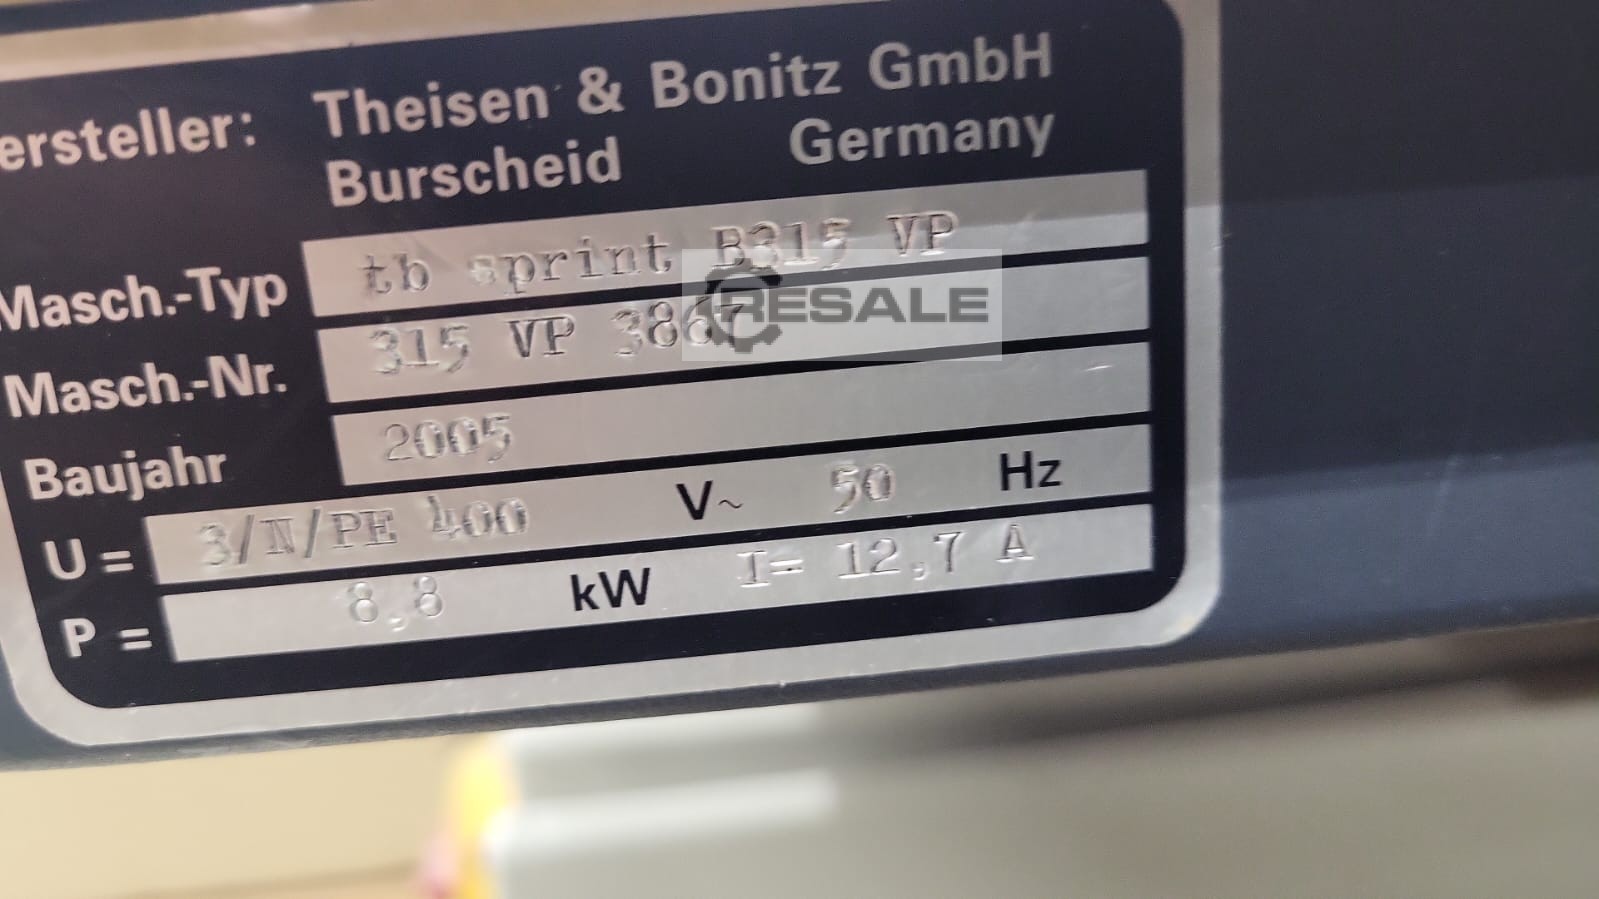 ersteller: Theisen & Bonitz GmbH
Burscheid Germany
Masch.-Typ tb sprint B315 VP
RESALE
Masch.-Nr. 315 VP 3867
Baujahr 2005
U = 3/N/PE 400 V~ 50 Hz
P = 8,8 kW I= 12,7 A